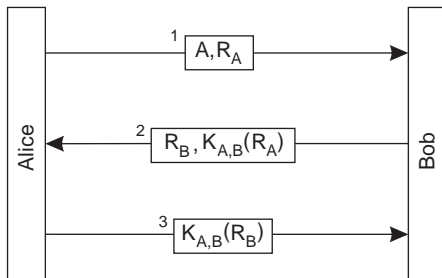 Alice
1
A,R_A
2
R_B,K_A,B(R_A)
3
K_A,B(R_B)
Bob